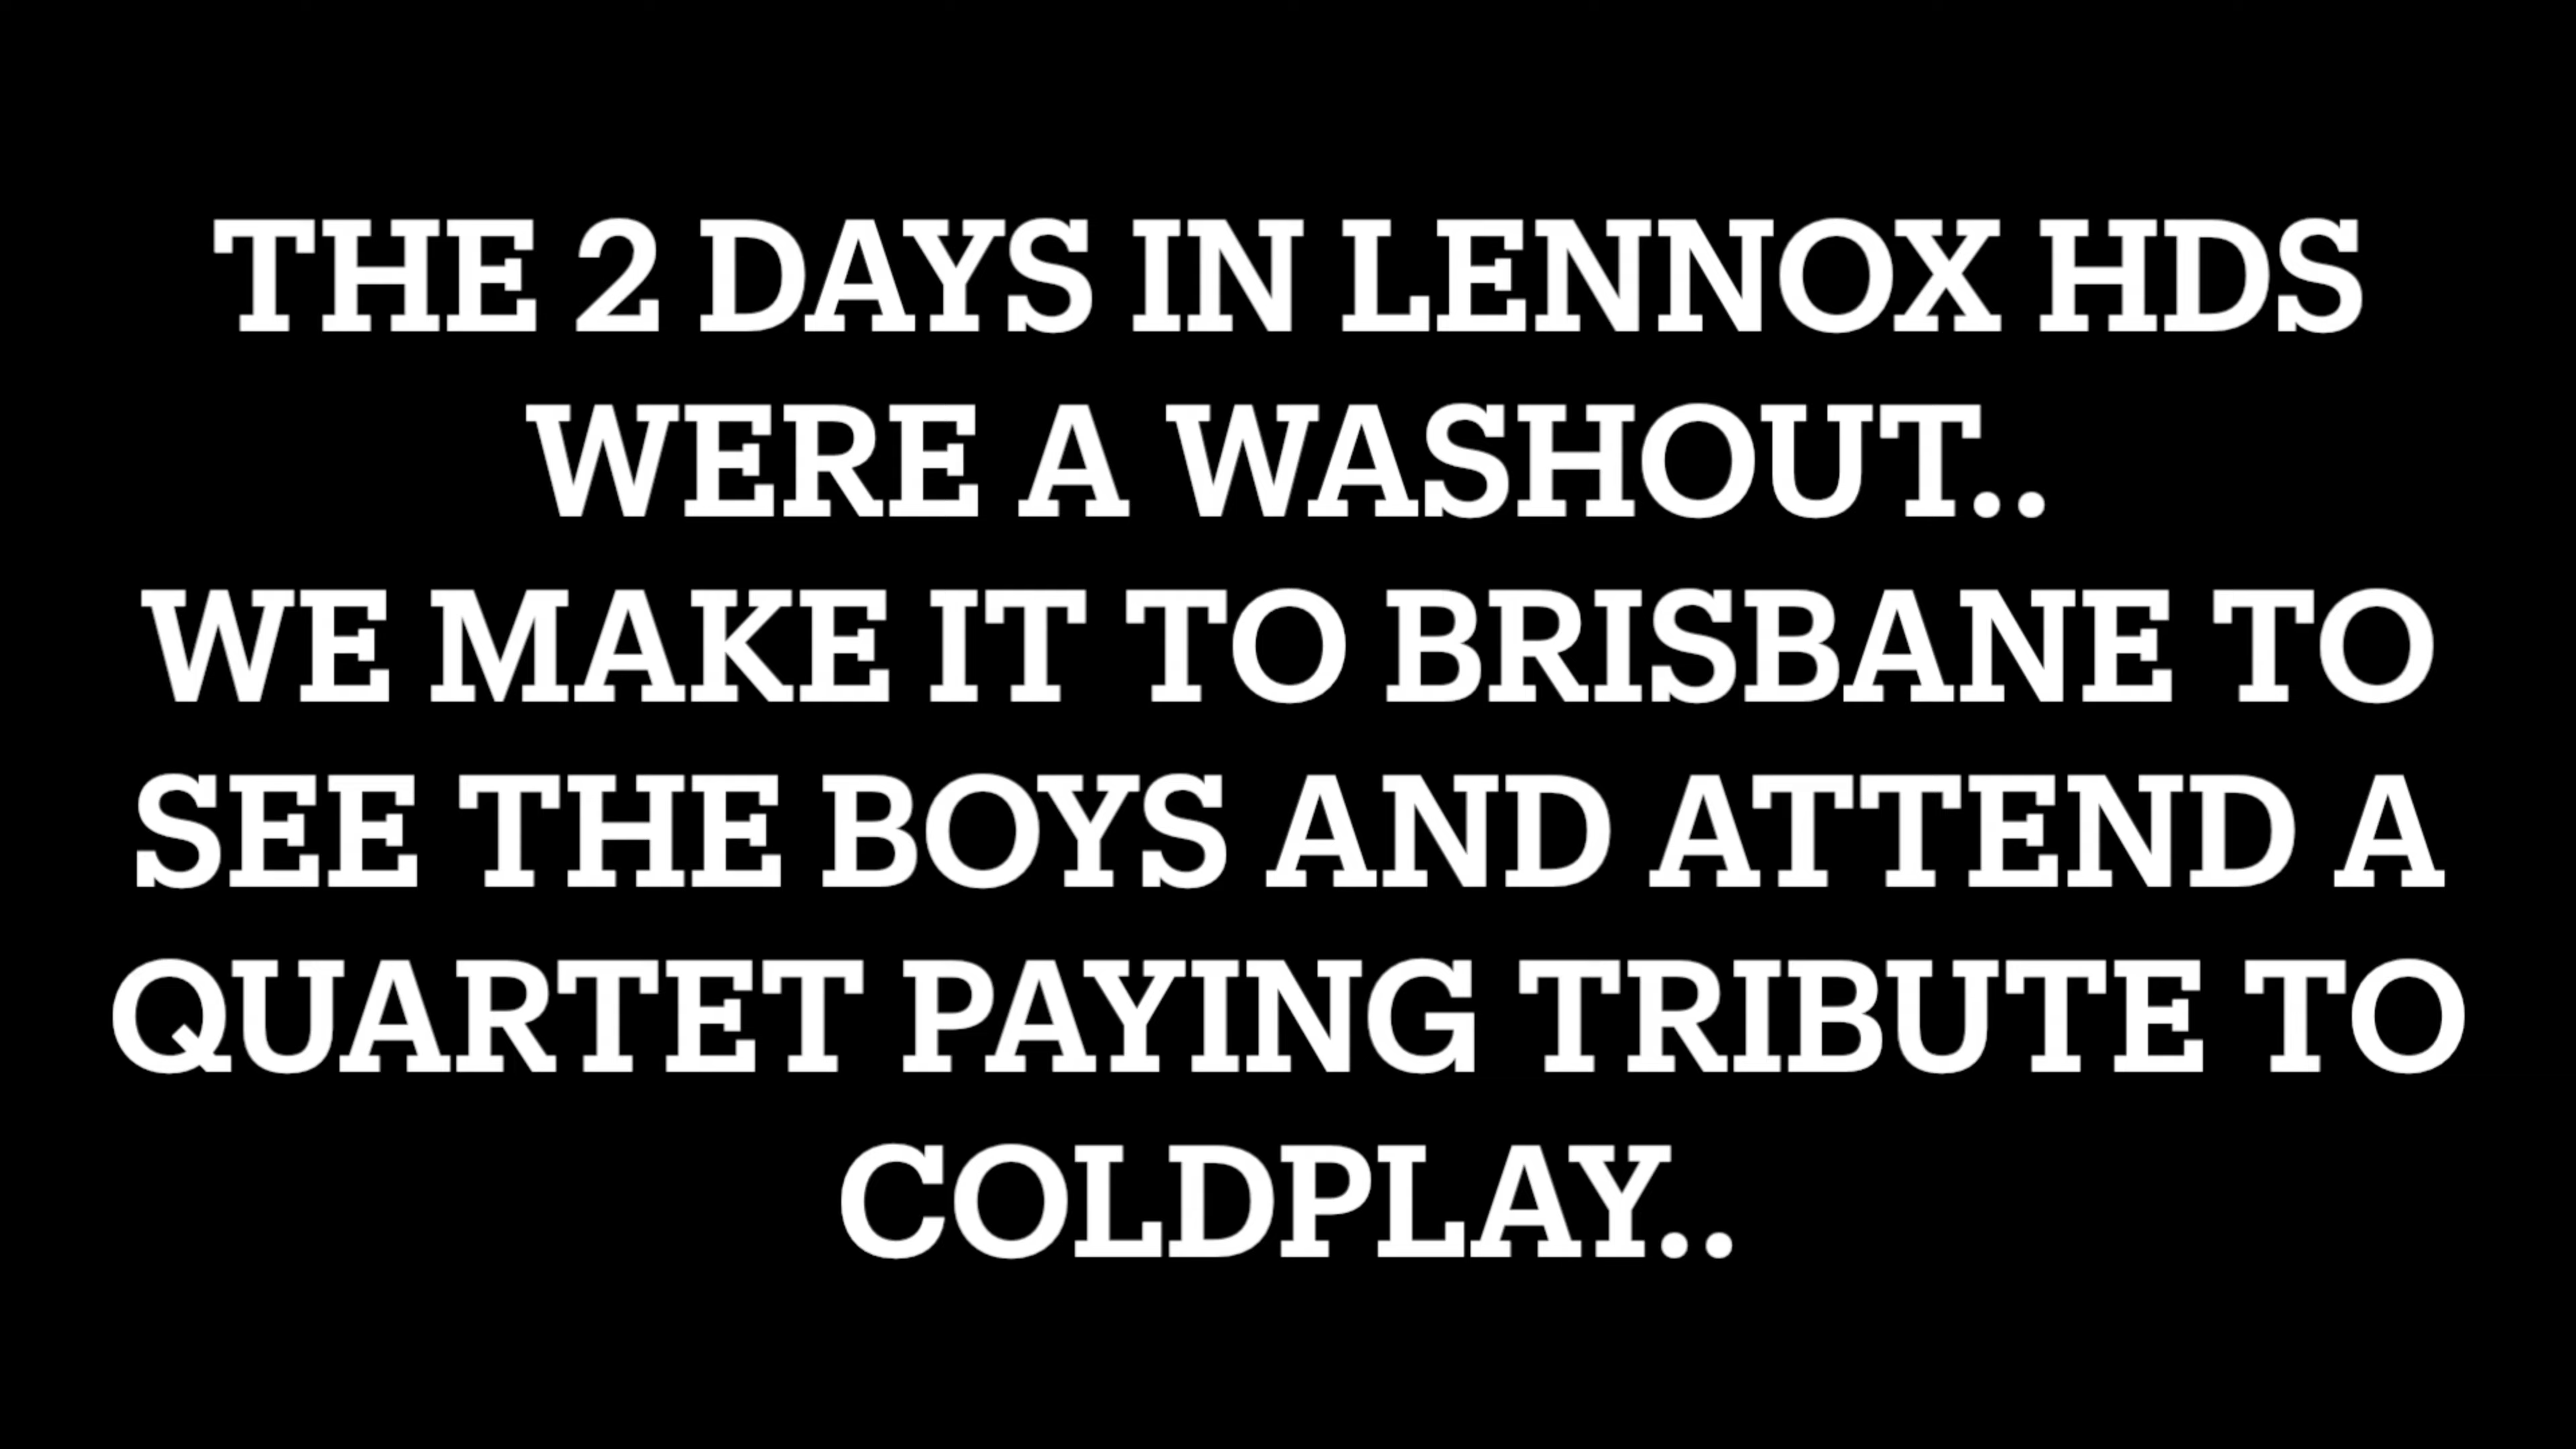 THE 2 DAYS IN LENNOX HDS
WERE A WASHOUT..
WE MAKE IT TO BRISBANE TO
SEE THE BOYS AND ATTEND A
QUARTET PAYING TRIBUTE TO
COLDPLAY..